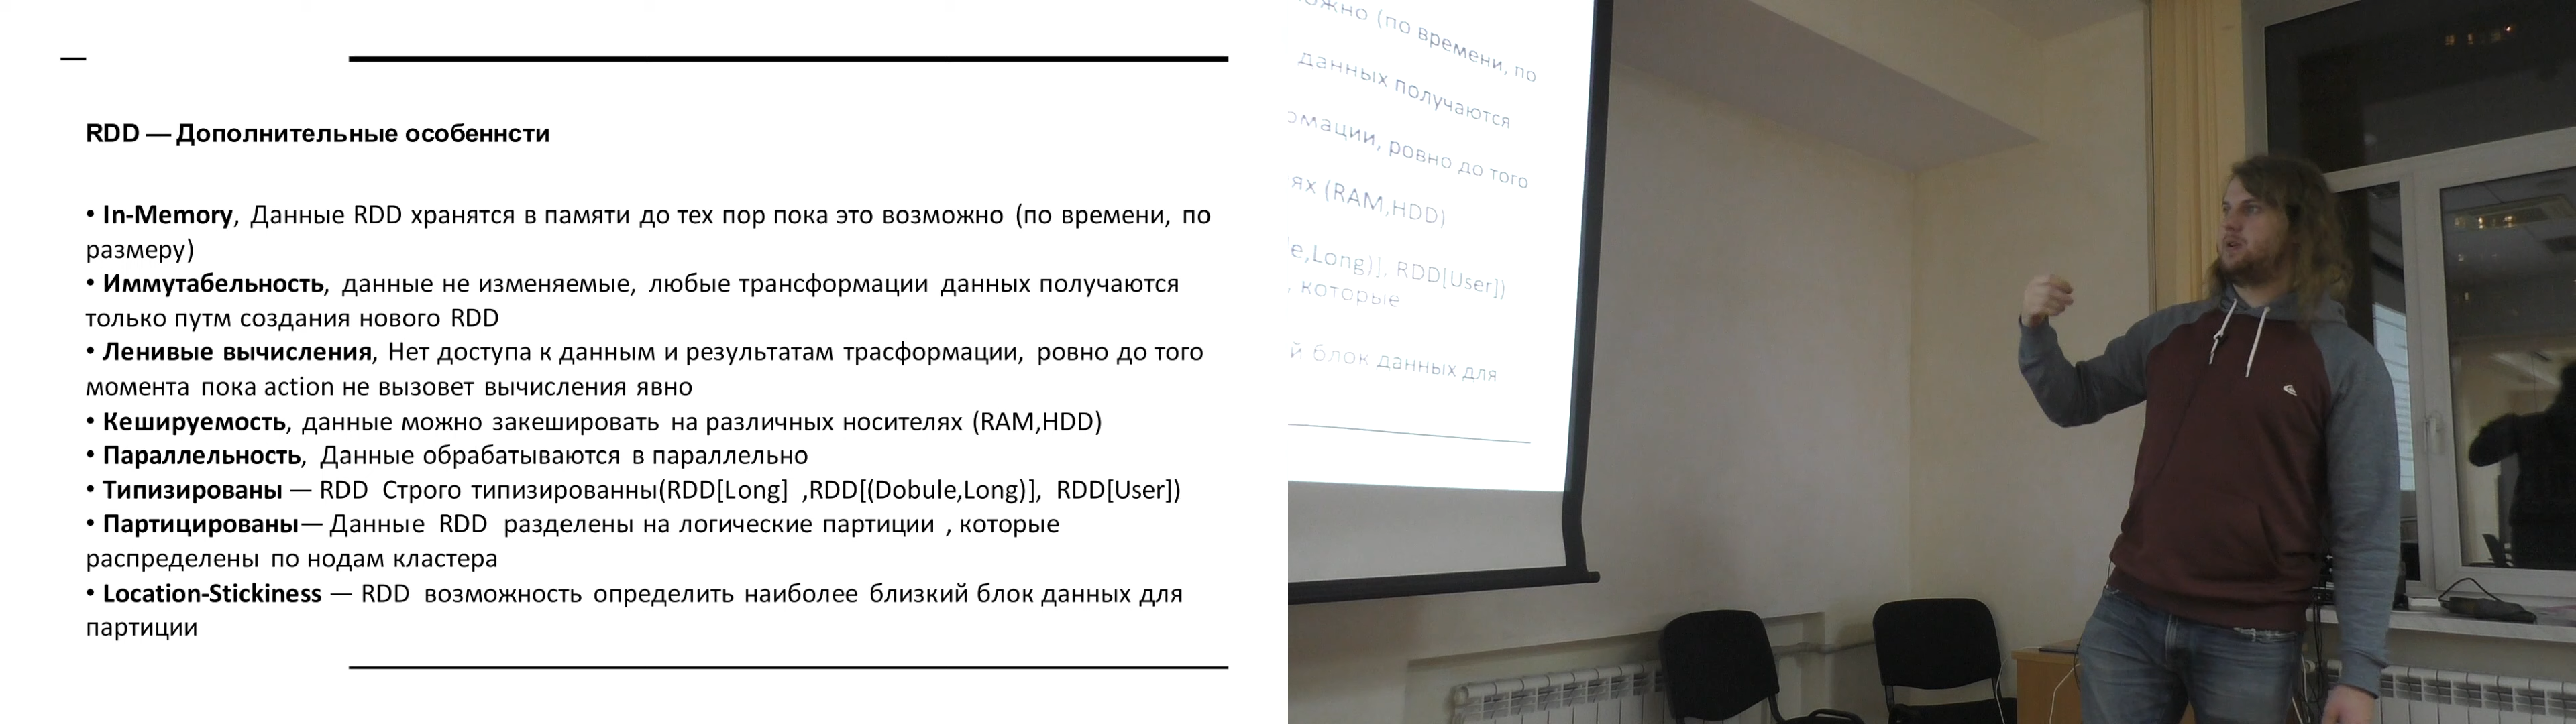 RDD — Дополнительные особеннсти
• In-Memory, Данные RDD хранятся в памяти до тех пор пока это возможно (по времени, по
размеру)
• Иммутабельность, данные не изменяемые, любые трансформации данных получаются
только путм создания нового RDD
• Ленивые вычисления, Нет доступа к данным и результатам трасформации, ровно до того
момента пока action не вызовет вычисления явно
• Кешируемость, данные можно закешировать на различных носителях (RAM,HDD)
• Параллельность, Данные обрабатываются в параллельно
• Типизированы — RDD Строго типизированны(RDD[Long] ,RDD[(Dobule,Long)], RDD[User])
• Партицированы— Данные RDD разделены на логические партиции , которые
распределены по нодам кластера
• Location-Stickiness — RDD возможность определить наиболее близкий блок данных для
партиции
ожно (по времени, по
данных получаются
омации, ровно до того
ях (RAM,HDD)
e,Long)], RDD[User])
, которые
й блок данных для